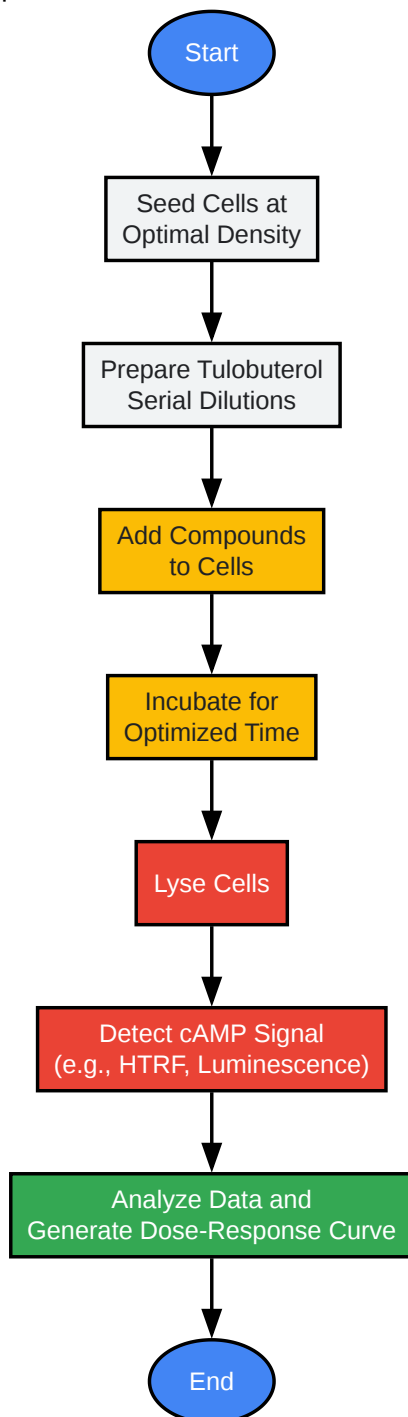 Start
Seed Cells at
Optimal Density
Prepare Tulobuterol
Serial Dilutions
Add Compounds
to Cells
Incubate for
Optimized Time
Lyse Cells
Detect cAMP Signal
(e.g., HTRF, Luminescence)
Analyze Data and
Generate Dose-Response Curve
End